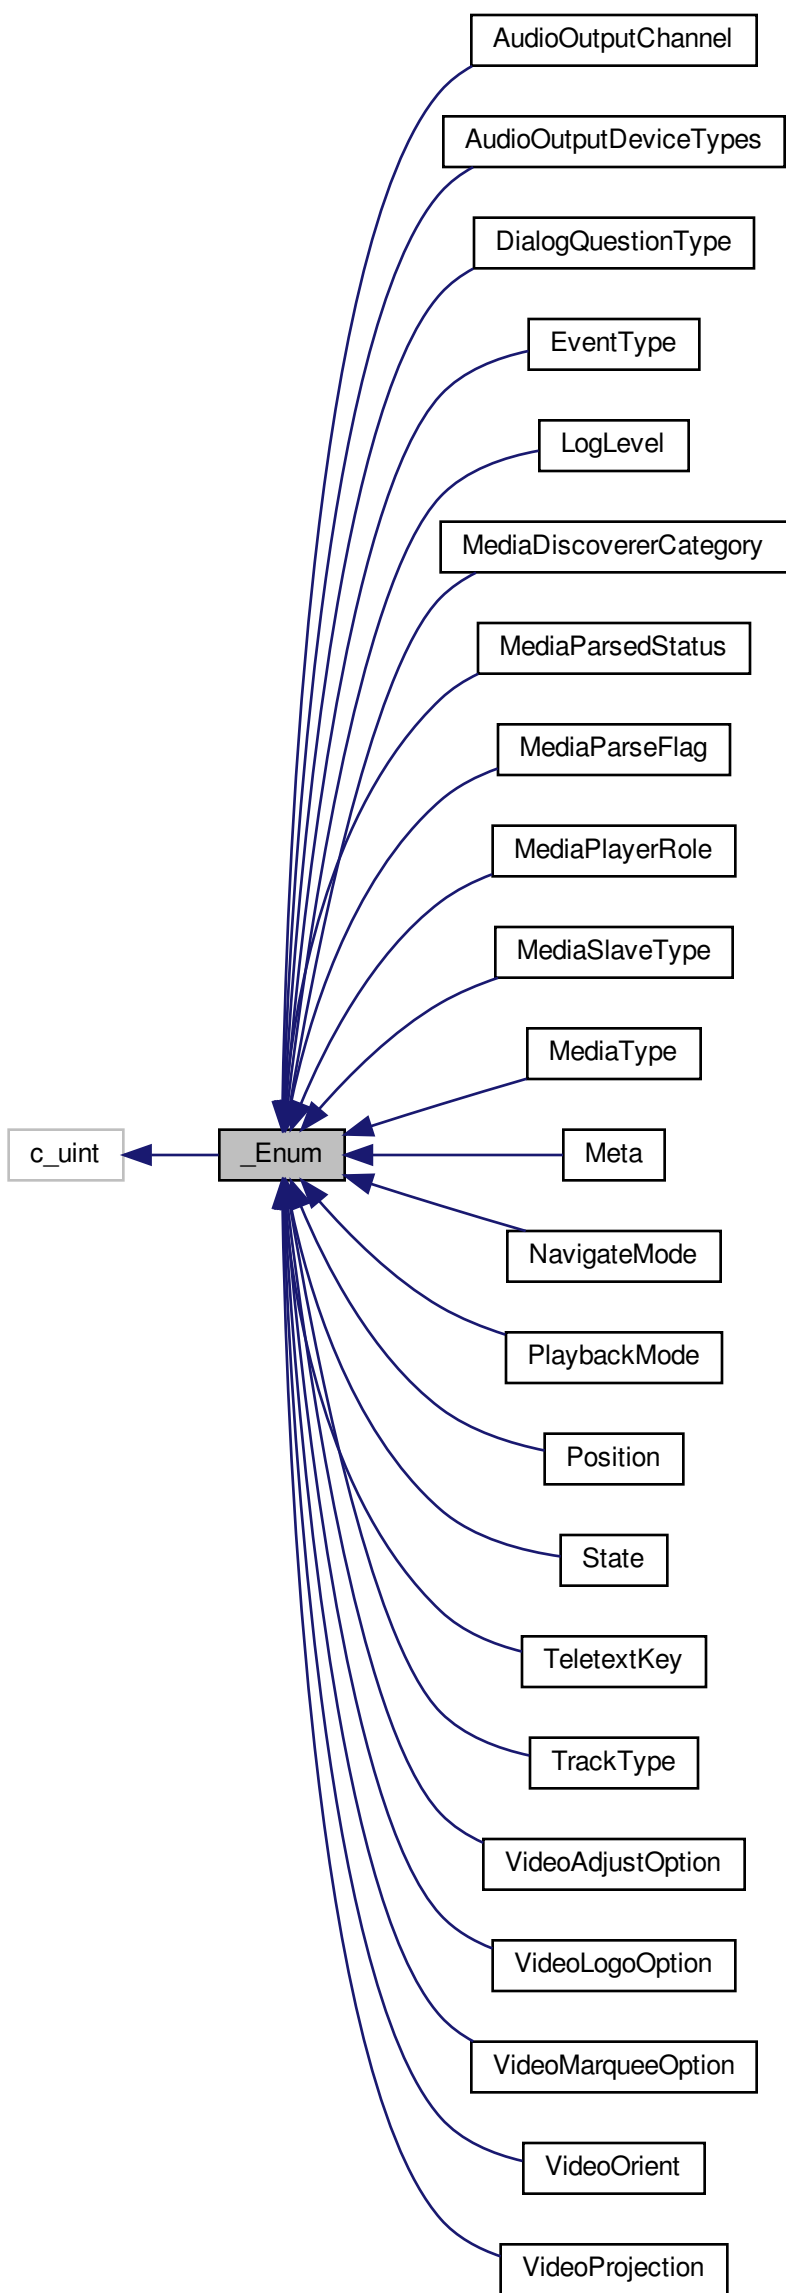 AudioOutputChannel
AudioOutputDeviceTypes
DialogQuestionType
EventType
LogLevel
MediaDiscovererCategory
MediaParsedStatus
MediaParseFlag
MediaPlayerRole
MediaSlaveType
MediaType
c_uint
_Enum
Meta
NavigateMode
PlaybackMode
Position
State
TeletextKey
TrackType
VideoAdjustOption
VideoLogoOption
VideoMarqueeOption
VideoOrient
VideoProjection